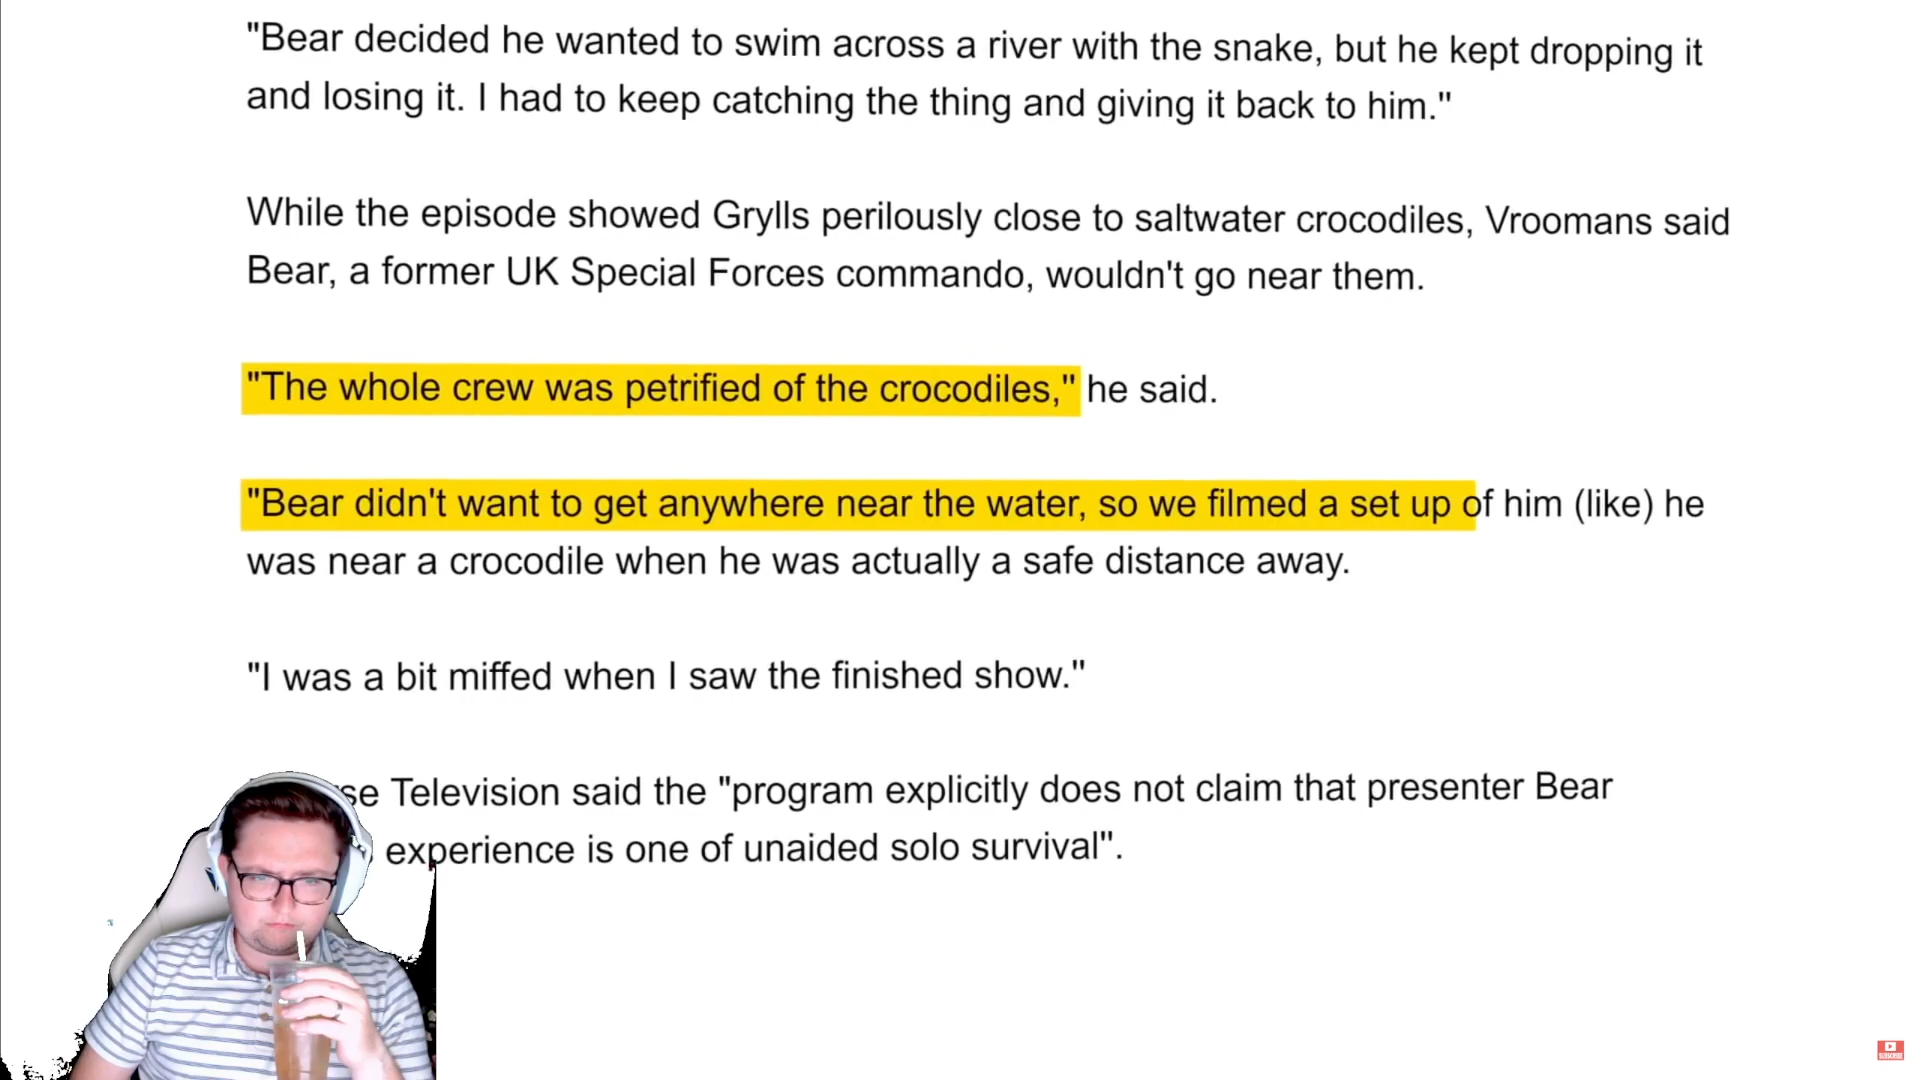 "Bear decided he wanted to swim across a river with the snake, but he kept dropping it
and losing it. I had to keep catching the thing and giving it back to him."
While the episode showed Grylls perilously close to saltwater crocodiles, Vroomans said
Bear, a former UK Special Forces commando, wouldn't go near them.
"The whole crew was petrified of the crocodiles," he said.
"Bear didn't want to get anywhere near the water, so we filmed a set up of him (like) he
was near a crocodile when he was actually a safe distance away.
"I was a bit miffed when I saw the finished show."
Television said the "program explicitly does not claim that presenter Bear
experience is one of unaided solo survival".
SUBSCRIBE